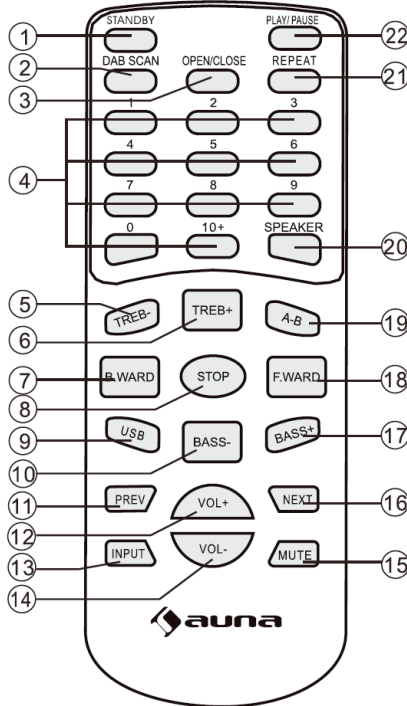 STANDBY PLAY/PAUSE
1 22
DAB SCAN OPEN/CLOSE REPEAT
2 21
3
1 2 3
4 5 6
4
7 8 9
0 10+ SPEAKER
20
5 TREB- TREB+ A-B 19
6
7 B.WARD STOP F.WARD 18
8
9 USB BASS- BASS+ 17
10
11 PREV VOL+ NEXT 16
12
13 INPUT VOL- MUTE 15
14
auna